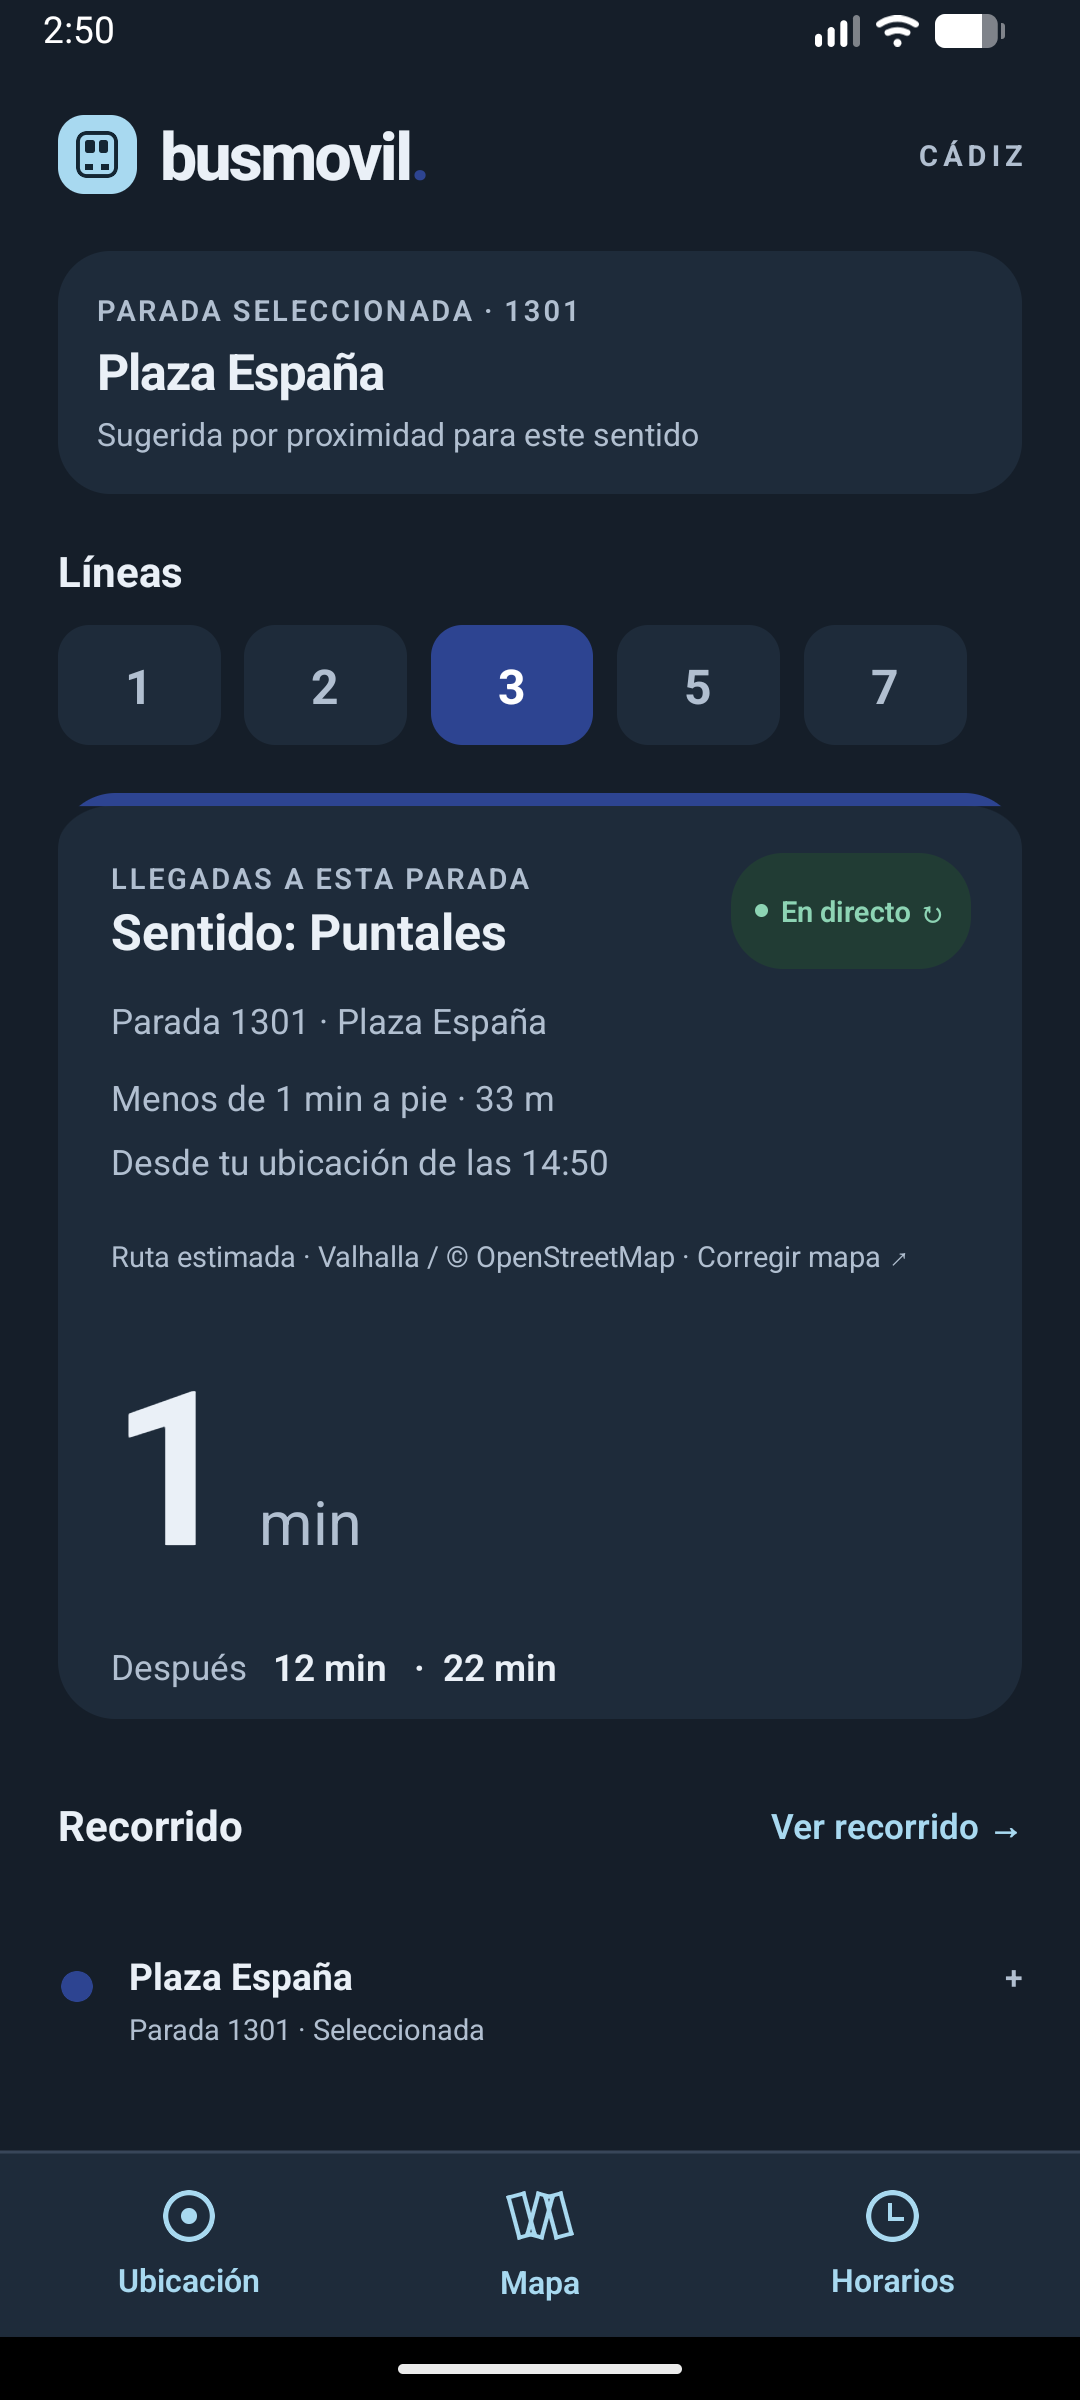 2:50
busmovil.
CÁDIZ
PARADA SELECCIONADA · 1301
Plaza España
Sugerida por proximidad para este sentido
Líneas
1 2 3 5 7
LLEGADAS A ESTA PARADA
Sentido: Puntales
En directo ↻
Parada 1301 · Plaza España
Menos de 1 min a pie · 33 m
Desde tu ubicación de las 14:50
Ruta estimada · Valhalla / © OpenStreetMap · Corregir mapa ↗
1 min
Después 12 min · 22 min
Recorrido
Ver recorrido →
Plaza España
+
Parada 1301 · Seleccionada
Ubicación
Mapa
Horarios